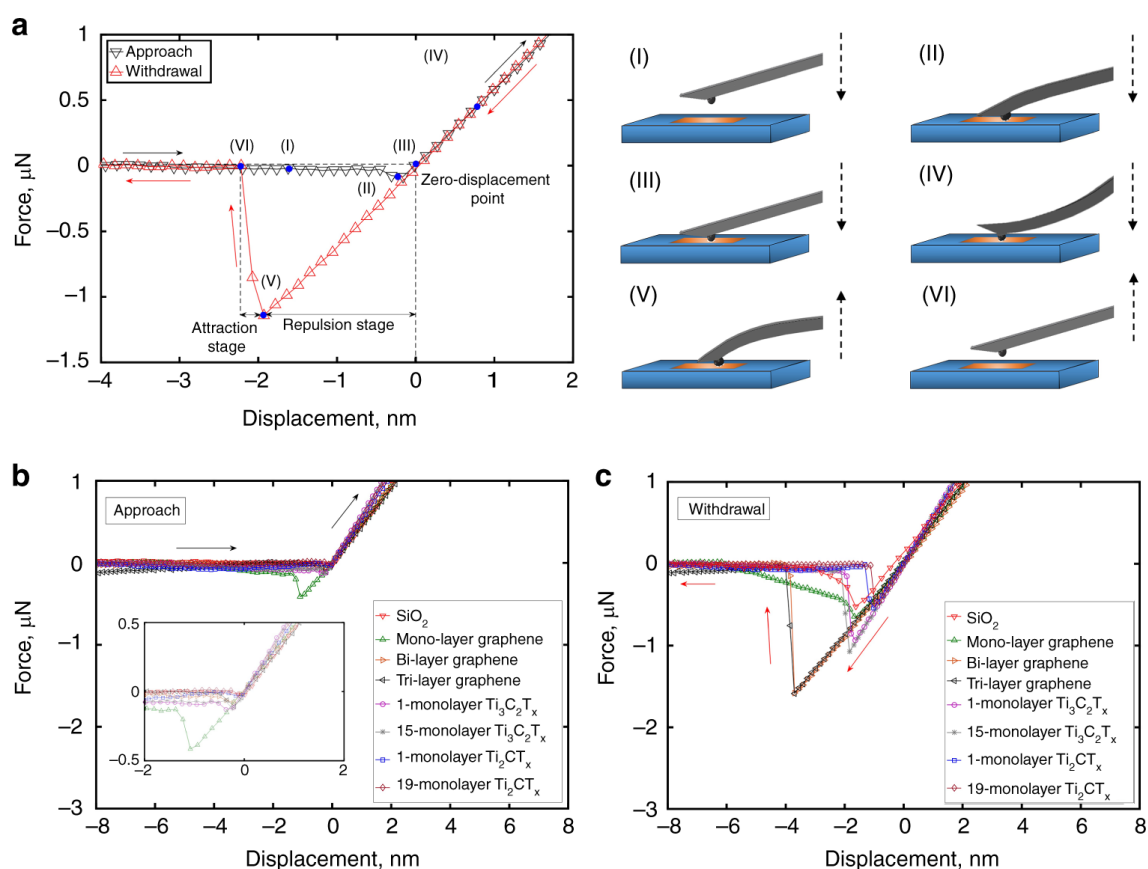 a
1
0.5
0
−0.5
−1
−1.5
Force, µN
Approach
Withdrawal
(IV)
(VI)
(I)
(III)
(II)
Zero-displacement
point
(V)
Attraction
stage
Repulsion stage
−4
−3
−2
−1
0
1
2
Displacement, nm
(I)
(II)
(III)
(IV)
(V)
(VI)
b
1
0
−1
−2
−3
Force, µN
Approach
0.5
0
−0.5
−2
0
2
SiO₂
Mono-layer graphene
Bi-layer graphene
Tri-layer graphene
1-monolayer Ti₃C₂Tₓ
15-monolayer Ti₃C₂Tₓ
1-monolayer Ti₂CTₓ
19-monolayer Ti₂CTₓ
−8
−6
−4
−2
0
2
4
6
8
Displacement, nm
c
1
0
−1
−2
−3
Force, µN
Withdrawal
SiO₂
Mono-layer graphene
Bi-layer graphene
Tri-layer graphene
1-monolayer Ti₃C₂Tₓ
15-monolayer Ti₃C₂Tₓ
1-monolayer Ti₂CTₓ
19-monolayer Ti₂CTₓ
−8
−6
−4
−2
0
2
4
6
8
Displacement, nm